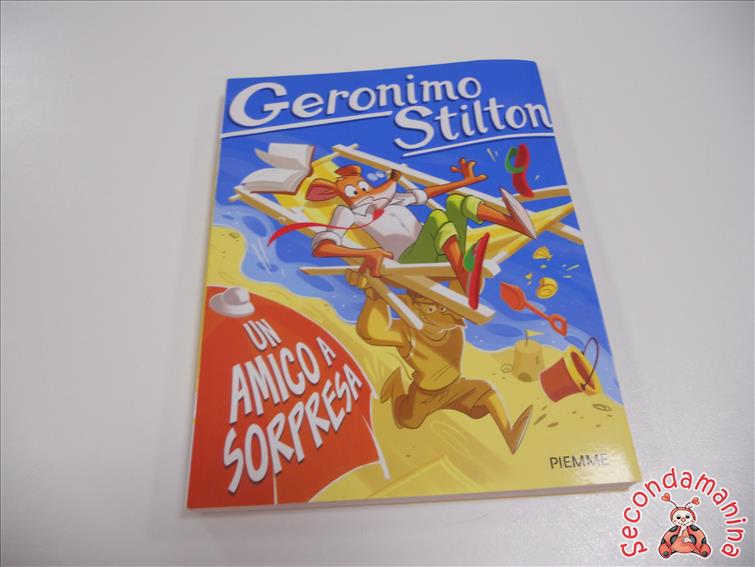 Geronimo
Stilton
UN
AMICO A
SORPRESA
PIEMME
Secondamanina